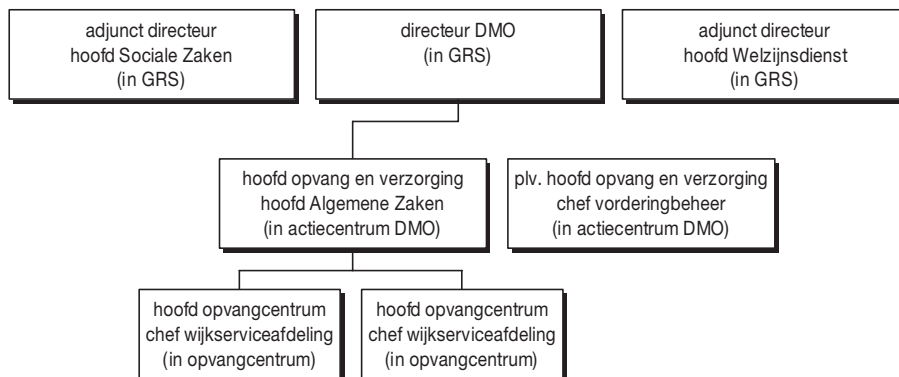 adjunct directeur
hoofd Sociale Zaken
(in GRS)
directeur DMO
(in GRS)
adjunct directeur
hoofd Welzijnsdienst
(in GRS)
hoofd opvang en verzorging
hoofd Algemene Zaken
(in actiecentrum DMO)
plv. hoofd opvang en verzorging
chef vorderingbeheer
(in actiecentrum DMO)
hoofd opvangcentrum
chef wijkserviceafdeling
(in opvangcentrum)
hoofd opvangcentrum
chef wijkserviceafdeling
(in opvangcentrum)